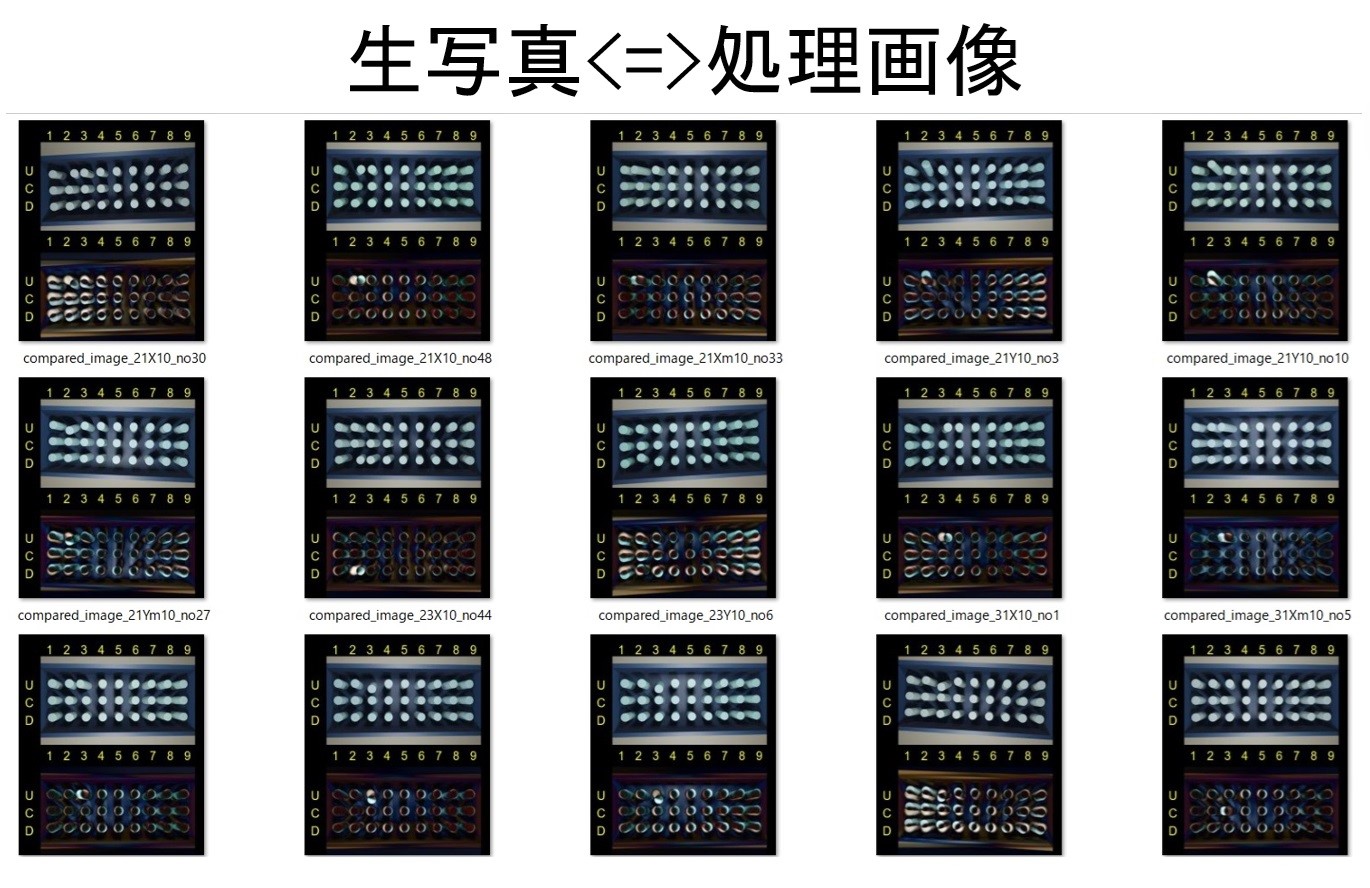 生写真<=>処理画像
1 2 3 4 5 6 7 8 9
U
C
D
1 2 3 4 5 6 7 8 9
U
C
D
compared_image_21X10_no30
1 2 3 4 5 6 7 8 9
U
C
D
1 2 3 4 5 6 7 8 9
U
C
D
compared_image_21X10_no48
1 2 3 4 5 6 7 8 9
U
C
D
1 2 3 4 5 6 7 8 9
U
C
D
compared_image_21Xm10_no33
1 2 3 4 5 6 7 8 9
U
C
D
1 2 3 4 5 6 7 8 9
U
C
D
compared_image_21Y10_no3
1 2 3 4 5 6 7 8 9
U
C
D
1 2 3 4 5 6 7 8 9
U
C
D
compared_image_21Y10_no10
1 2 3 4 5 6 7 8 9
U
C
D
1 2 3 4 5 6 7 8 9
U
C
D
compared_image_21Ym10_no27
1 2 3 4 5 6 7 8 9
U
C
D
1 2 3 4 5 6 7 8 9
U
C
D
compared_image_23X10_no44
1 2 3 4 5 6 7 8 9
U
C
D
1 2 3 4 5 6 7 8 9
U
C
D
compared_image_23Y10_no6
1 2 3 4 5 6 7 8 9
U
C
D
1 2 3 4 5 6 7 8 9
U
C
D
compared_image_31X10_no1
1 2 3 4 5 6 7 8 9
U
C
D
1 2 3 4 5 6 7 8 9
U
C
D
compared_image_31Xm10_no5
1 2 3 4 5 6 7 8 9
U
C
D
1 2 3 4 5 6 7 8 9
U
C
D
1 2 3 4 5 6 7 8 9
U
C
D
1 2 3 4 5 6 7 8 9
U
C
D
1 2 3 4 5 6 7 8 9
U
C
D
1 2 3 4 5 6 7 8 9
U
C
D
1 2 3 4 5 6 7 8 9
U
C
D
1 2 3 4 5 6 7 8 9
U
C
D
1 2 3 4 5 6 7 8 9
U
C
D
1 2 3 4 5 6 7 8 9
U
C
D